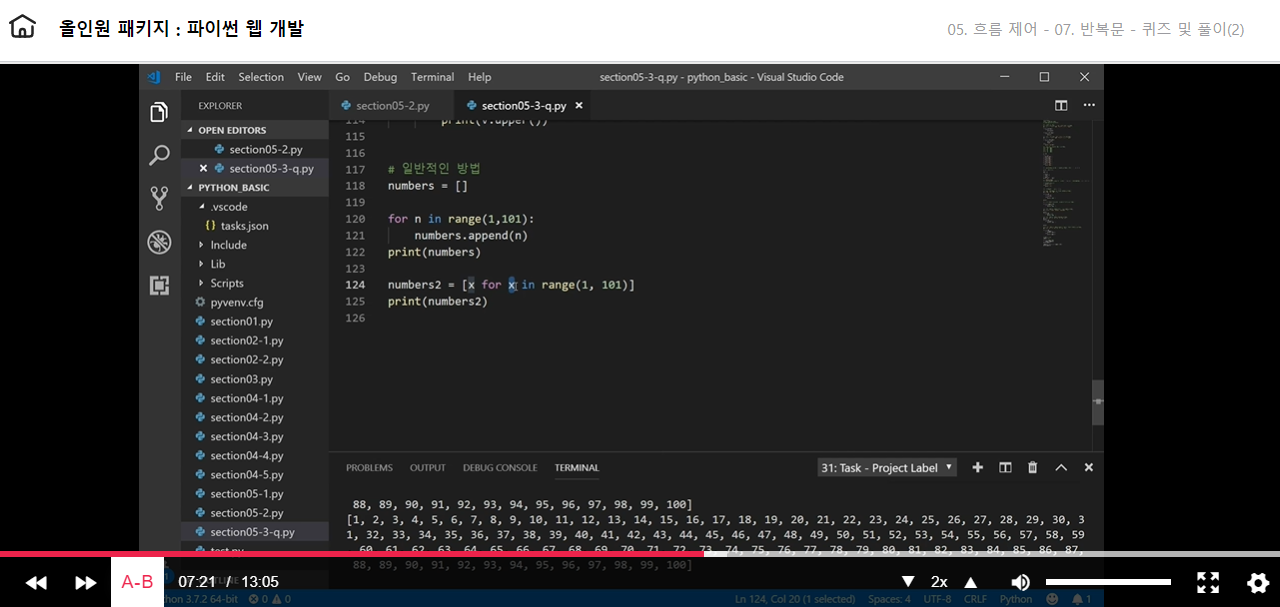 올인원 패키지 : 파이썬 웹 개발
05. 흐름 제어 - 07. 반복문 - 퀴즈 및 풀이(2)
File Edit Selection View Go Debug Terminal Help
section05-3-q.py - python_basic - Visual Studio Code
EXPLORER
OPEN EDITORS
section05-2.py
section05-3-q.py
PYTHON_BASIC
.vscode
tasks.json
Include
Lib
Scripts
pyvenv.cfg
section01.py
section02-1.py
section02-2.py
section03.py
section04-1.py
section04-2.py
section04-3.py
section04-4.py
section04-5.py
section05-1.py
section05-2.py
section05-3-q.py
test.py
section05-2.py section05-3-q.py
114 print(v.upper())
115
116
117 # 일반적인 방법
118 numbers = []
119
120 for n in range(1,101):
121 numbers.append(n)
122 print(numbers)
123
124 numbers2 = [x for x in range(1, 101)]
125 print(numbers2)
126
PROBLEMS OUTPUT DEBUG CONSOLE TERMINAL
31: Task - Project Label
88, 89, 90, 91, 92, 93, 94, 95, 96, 97, 98, 99, 100]
[1, 2, 3, 4, 5, 6, 7, 8, 9, 10, 11, 12, 13, 14, 15, 16, 17, 18, 19, 20, 21, 22, 23, 24, 25, 26, 27, 28, 29, 30, 3
1, 32, 33, 34, 35, 36, 37, 38, 39, 40, 41, 42, 43, 44, 45, 46, 47, 48, 49, 50, 51, 52, 53, 54, 55, 56, 57, 58, 59
, 60, 61, 62, 63, 64, 65, 66, 67, 68, 69, 70, 71, 72, 73, 74, 75, 76, 77, 78, 79, 80, 81, 82, 83, 84, 85, 86, 87,
88, 89, 90, 91, 92, 93, 94, 95, 96, 97, 98, 99, 100]
A-B 07:21 / 13:05 2x
3.7.2 64-bit 0 0 Ln 124, Col 20 (1 selected) Spaces: 4 UTF-8 CRLF Python 1